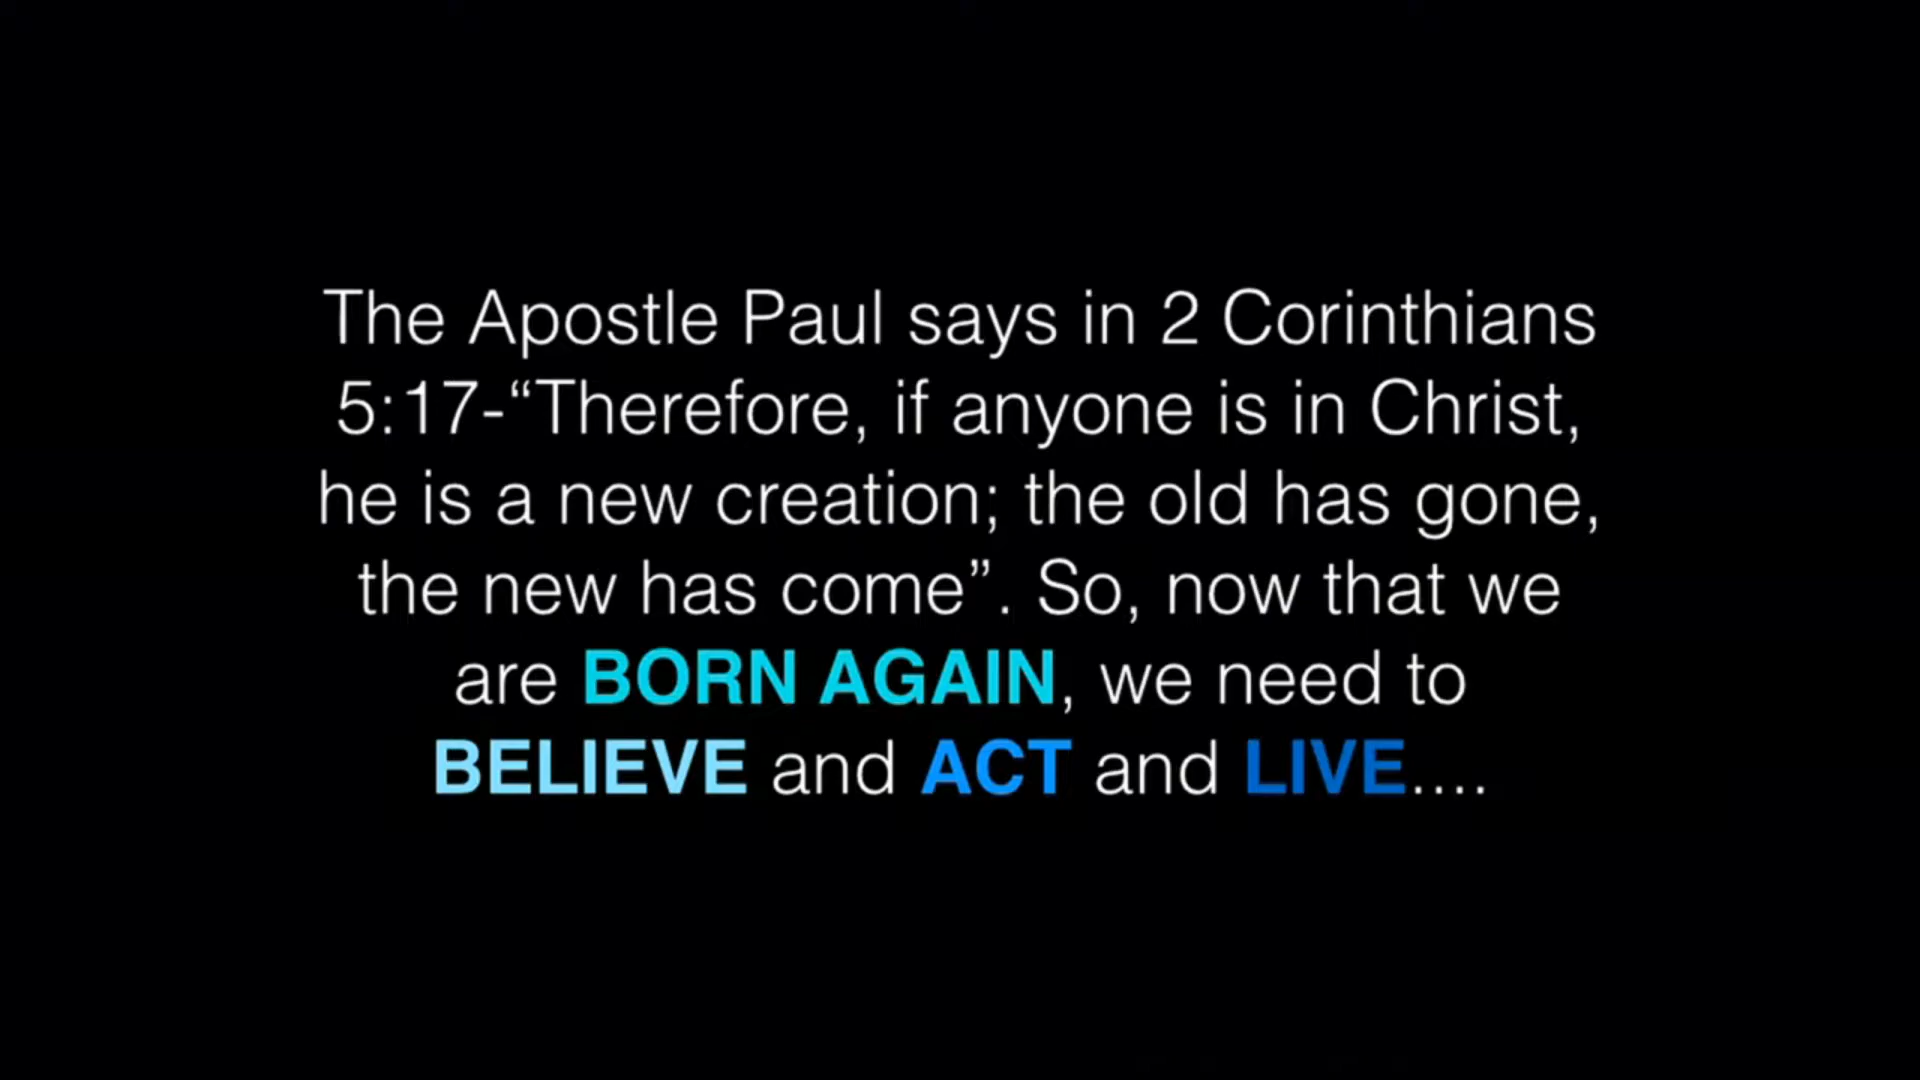 The Apostle Paul says in 2 Corinthians
5:17-“Therefore, if anyone is in Christ,
he is a new creation; the old has gone,
the new has come”. So, now that we
are BORN AGAIN, we need to
BELIEVE and ACT and LIVE....